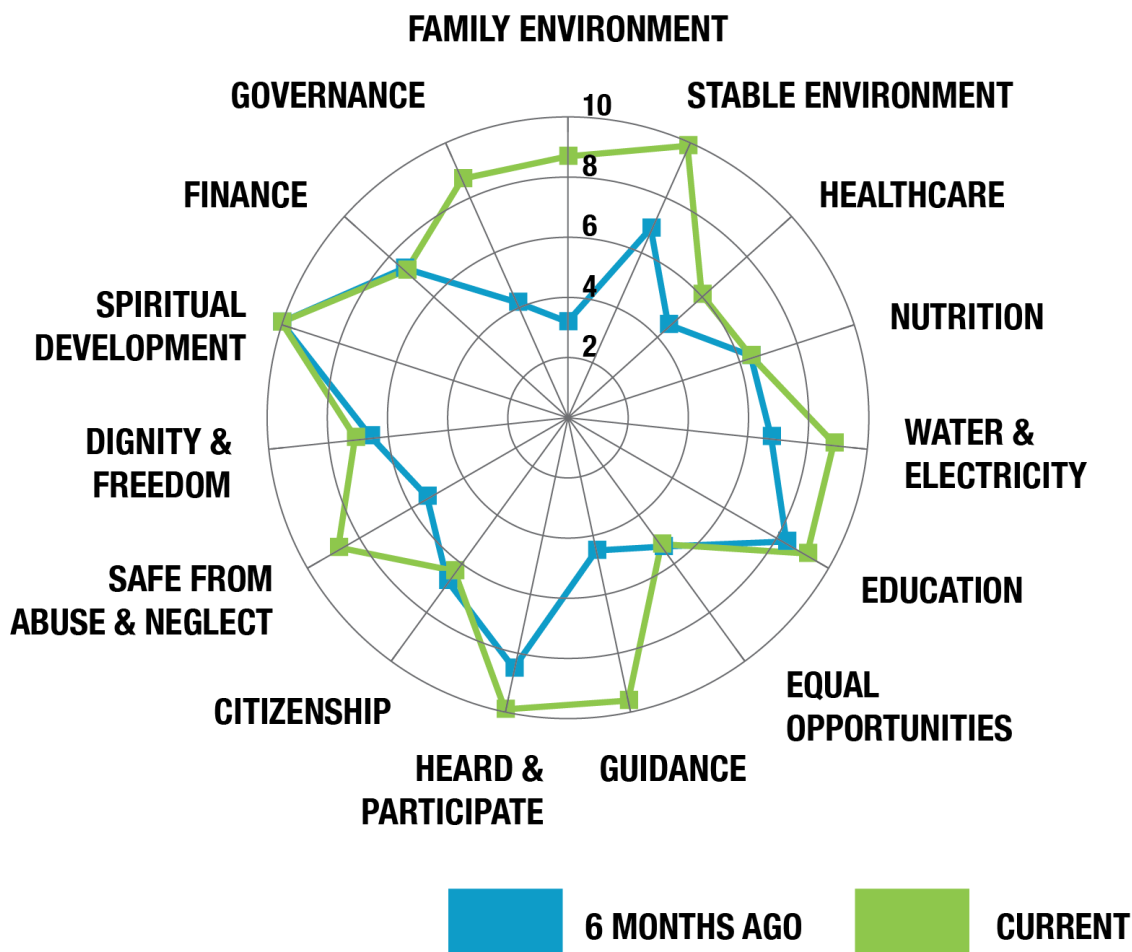 FAMILY ENVIRONMENT
GOVERNANCE
STABLE ENVIRONMENT
10
FINANCE
HEALTHCARE
8
6
SPIRITUAL
DEVELOPMENT
4
NUTRITION
2
DIGNITY &
FREEDOM
WATER &
ELECTRICITY
SAFE FROM
ABUSE & NEGLECT
EDUCATION
CITIZENSHIP
EQUAL
OPPORTUNITIES
HEARD &
PARTICIPATE
GUIDANCE
6 MONTHS AGO
CURRENT